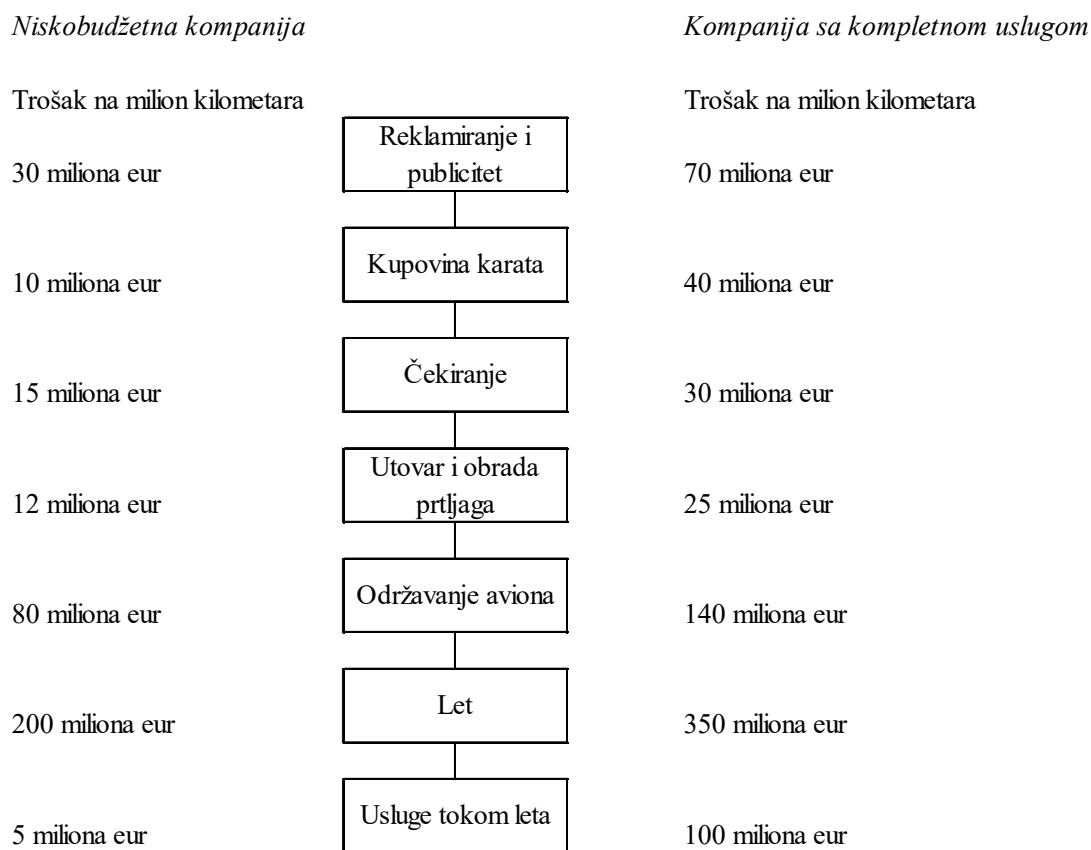 Niskobudžetna kompanija
Kompanija sa kompletnom uslugom
Trošak na milion kilometara
Trošak na milion kilometara
Reklamiranje i
publicitet
30 miliona eur
70 miliona eur
Kupovina karata
10 miliona eur
40 miliona eur
Čekiranje
15 miliona eur
30 miliona eur
Utovar i obrada
prtljaga
12 miliona eur
25 miliona eur
Održavanje aviona
80 miliona eur
140 miliona eur
Let
200 miliona eur
350 miliona eur
Usluge tokom leta
5 miliona eur
100 miliona eur